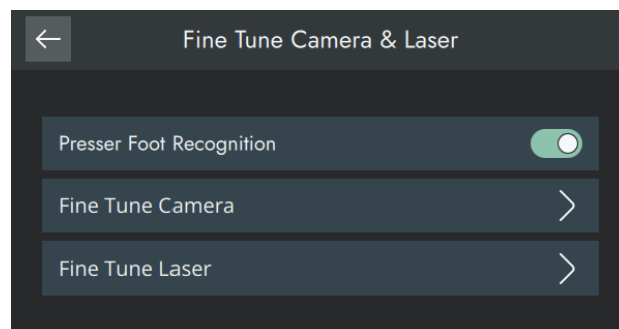 Fine Tune Camera & Laser
Presser Foot Recognition
Fine Tune Camera
Fine Tune Laser